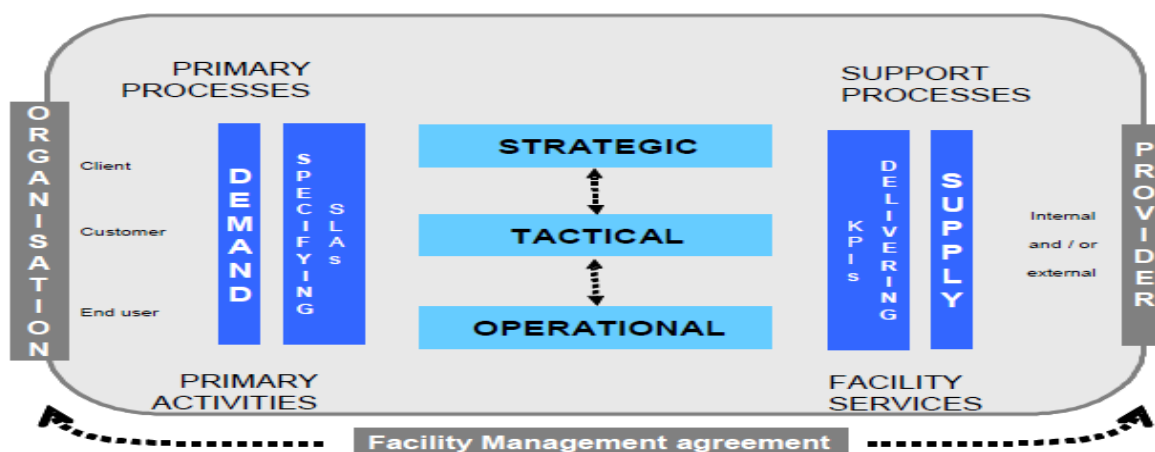 PRIMARY
PROCESSES
SUPPORT
PROCESSES
ORGANISATION
Client
Customer
End user
DEMAND
SPECIFYING
SLAS
STRATEGIC
TACTICAL
OPERATIONAL
KPIS
DELIVERING
SUPPLY
Internal
and / or
external
PROVIDER
PRIMARY
ACTIVITIES
FACILITY
SERVICES
Facility Management agreement